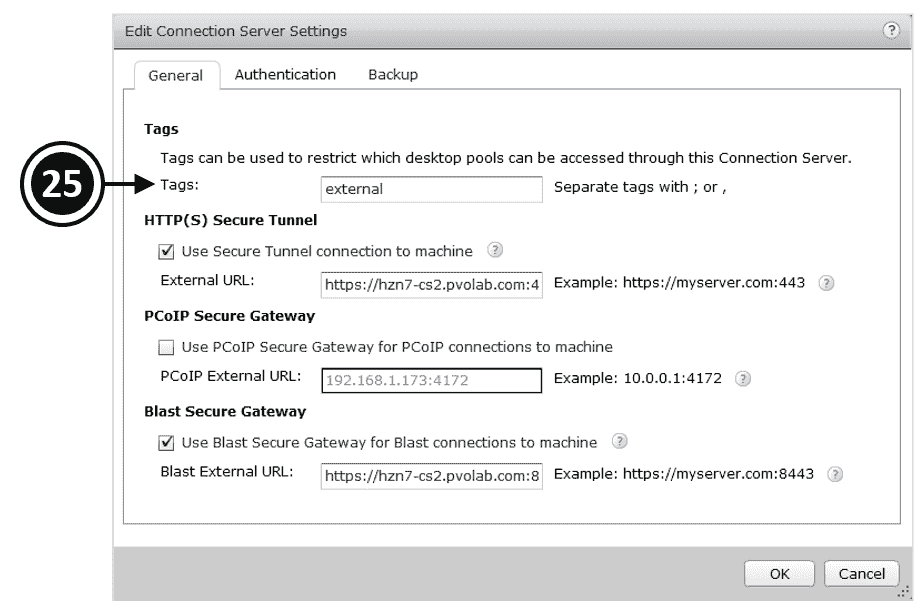 Edit Connection Server Settings ?
General Authentication Backup
Tags
Tags can be used to restrict which desktop pools can be accessed through this Connection Server.
25 Tags: external Separate tags with ; or ,
HTTP(S) Secure Tunnel
Use Secure Tunnel connection to machine ?
External URL: https://hzn7-cs2.pvolab.com:4 Example: https://myserver.com:443 ?
PCoIP Secure Gateway
Use PCoIP Secure Gateway for PCoIP connections to machine
PCoIP External URL: 192.168.1.173:4172 Example: 10.0.0.1:4172 ?
Blast Secure Gateway
Use Blast Secure Gateway for Blast connections to machine ?
Blast External URL: https://hzn7-cs2.pvolab.com:8 Example: https://myserver.com:8443 ?
OK Cancel